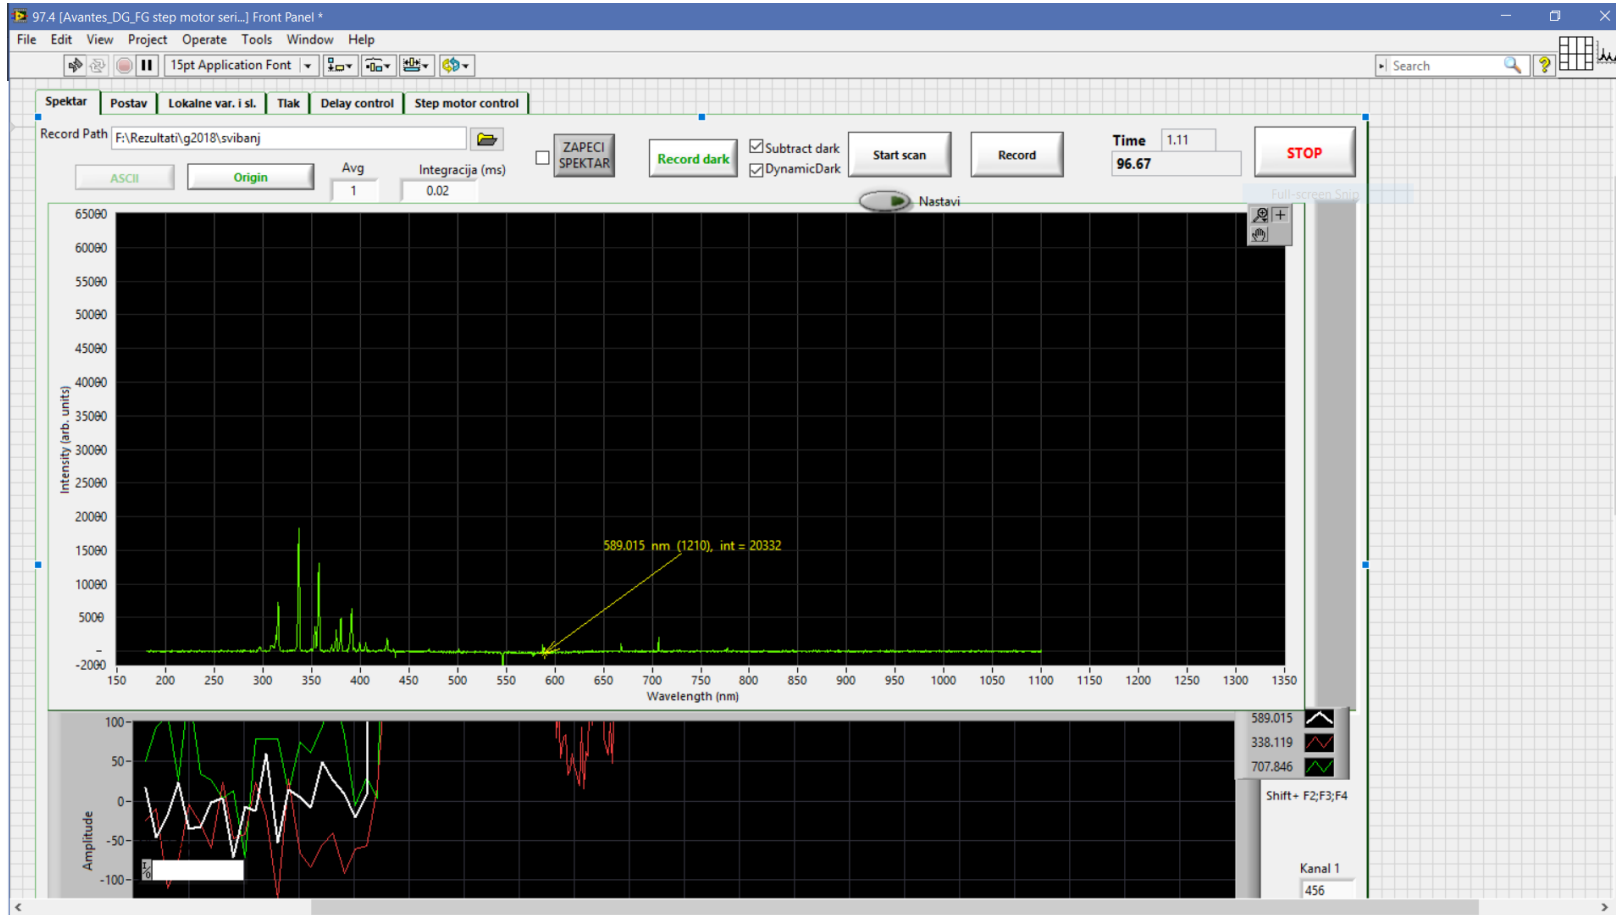 97.4 [Avantes_DG_FG step motor seri...] Front Panel *
File Edit View Project Operate Tools Window Help
15pt Application Font
Search
Spektar Postav Lokalne var. i sl. Tlak Delay control Step motor control
Record Path F:\Rezultati\g2018\svibanj
ASCII
Origin
Avg
1
Integracija (ms)
0.02
ZAPECI
SPEKTAR
Record dark
Subtract dark
DynamicDark
Start scan
Record
Time 1.11
96.67
STOP
Full-screen Snip
Nastavi
65000
60000
55000
50000
45000
40000
35000
30000
25000
20000
15000
10000
5000
-2000
Intensity (arb. units)
589.015 nm (1210), int = 20332
150 200 250 300 350 400 450 500 550 600 650 700 750 800 850 900 950 1000 1050 1100 1150 1200 1250 1300 1350
Wavelength (nm)
100
50
0
-50
-100
Amplitude
589.015
338.119
707.846
Shift+ F2;F3;F4
Kanal 1
456